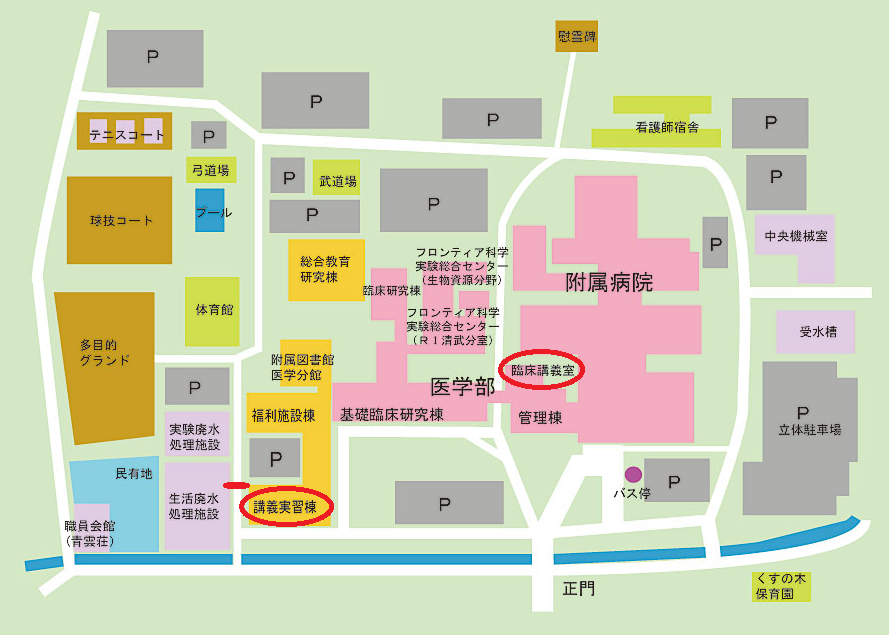 慰霊碑
P
P
P
P
P
テニスコート
看護師宿舎
弓道場
P
武道場
P
P
P
球技コート
プール
中央機械室
P
総合教育
研究棟
フロンティア科学
実験総合センター
（生物資源分野）
臨床研究棟
附属病院
体育館
フロンティア科学
実験総合センター
（ＲＩ清武分室）
受水槽
多目的
グランド
附属図書館
医学分館
臨床講義室
P
医学部
福利施設棟
基礎臨床研究棟
管理棟
P
立体駐車場
実験廃水
処理施設
P
民有地
P
バス停
生活廃水
処理施設
講義実習棟
P
職員会館
（青雲荘）
正門
くすの木
保育園